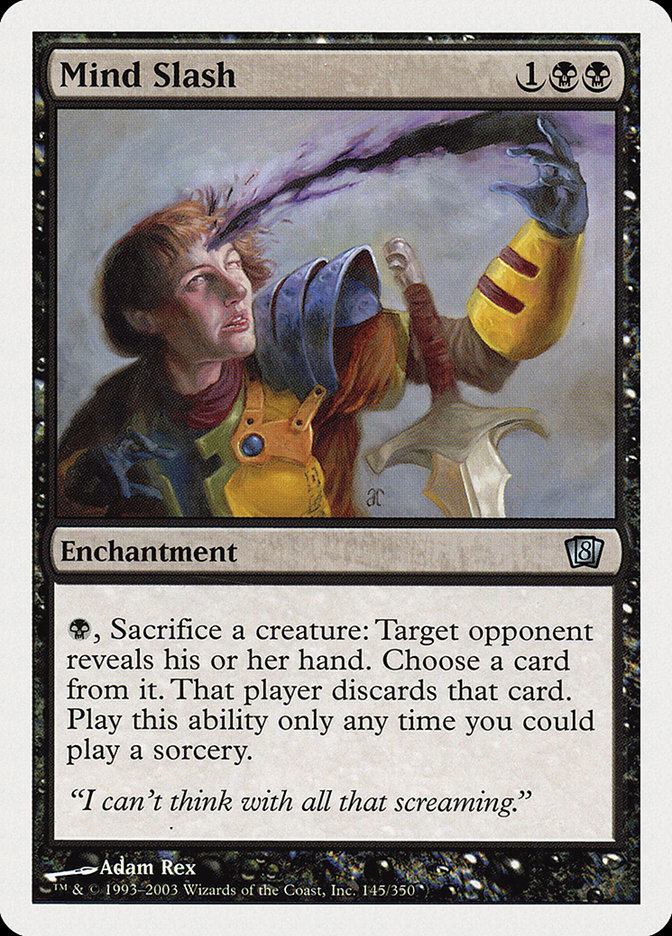 Mind Slash 1
Enchantment 8
, Sacrifice a creature: Target opponent
reveals his or her hand. Choose a card
from it. That player discards that card.
Play this ability only any time you could
play a sorcery.
“I can’t think with all that screaming.”
Adam Rex
™ & © 1993–2003 Wizards of the Coast, Inc. 145/350